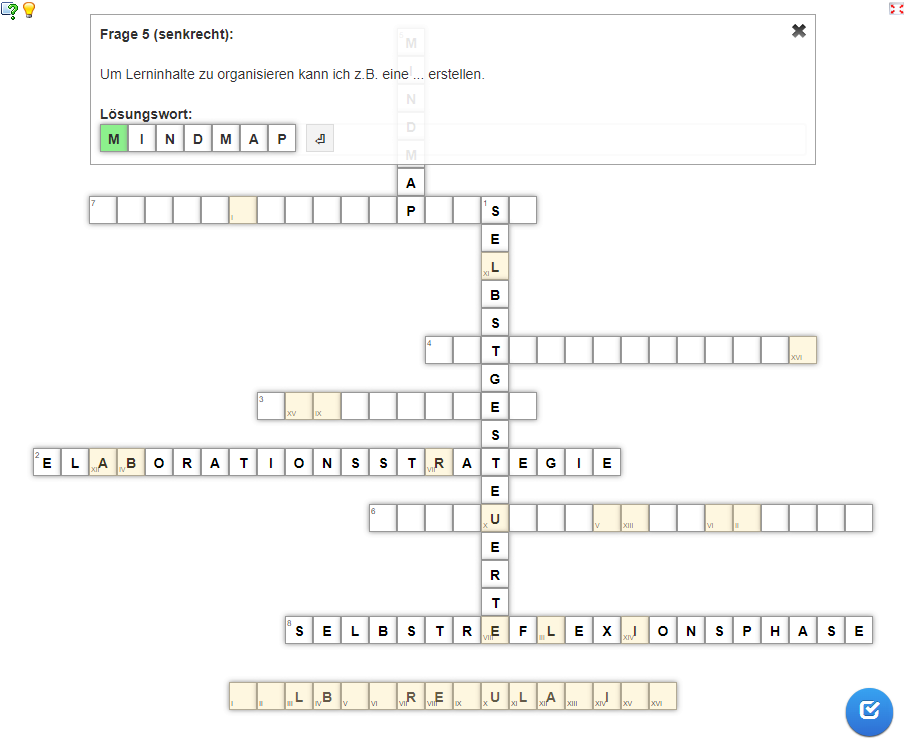 Frage 5 (senkrecht):
Um Lerninhalte zu organisieren kann ich z.B. eine ... erstellen.
Lösungswort:
M I N D M A P
5 M
I
N
D
M
A
7 I P 1 S
E
XI L
B
S
4 T XVI
G
3 XV IX E
S
2 E L XII A IV B O R A T I O N S S T VII R A T E G I E
E
6 X U V XIII VI II
E
R
T
8 S E L B S T R VIII E F III L E X XIV I O N S P H A S E
I II III L IV B V VI VII R VIII E IX X U XI L XII A XIII XIV I XV XVI